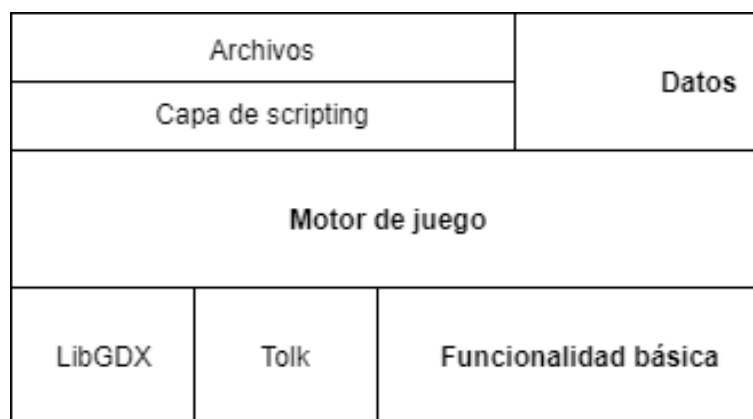 Archivos
Datos
Capa de scripting
Motor de juego
LibGDX
Tolk
Funcionalidad básica